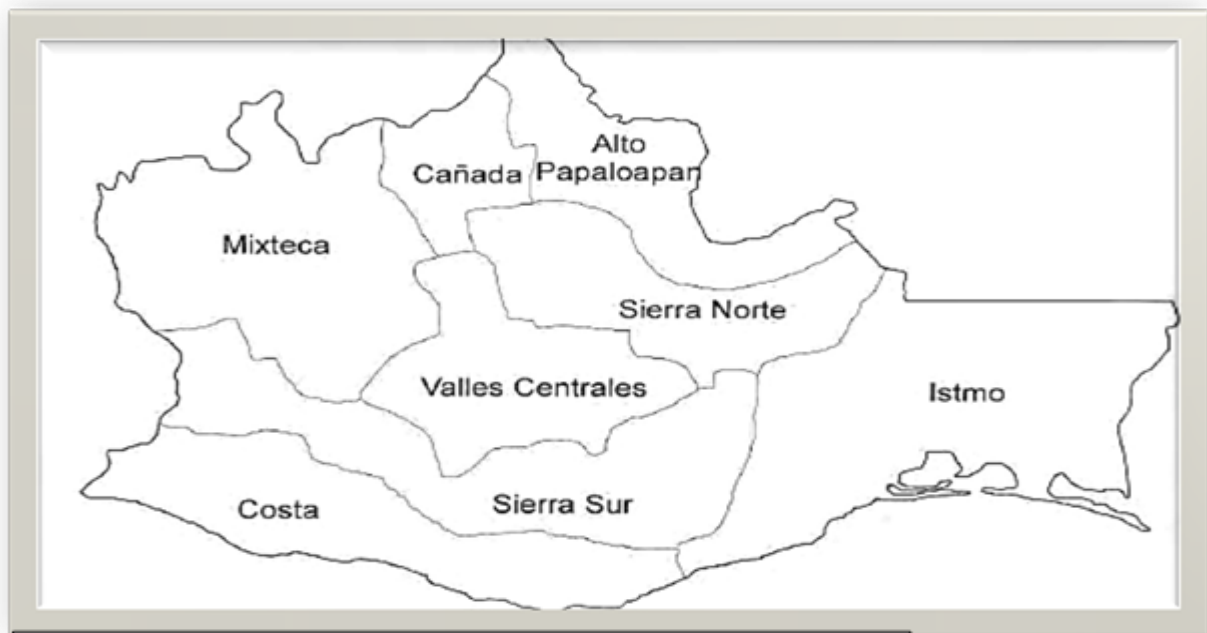 Alto
Papaloapan
Cañada
Mixteca
Sierra Norte
Valles Centrales
Istmo
Sierra Sur
Costa